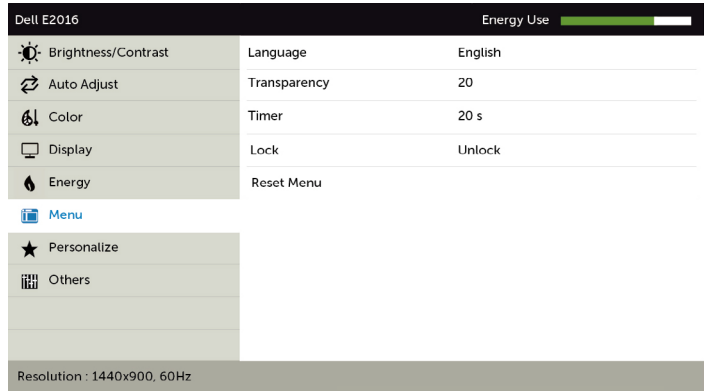 Dell E2016 Energy Use
Brightness/Contrast Language English
Auto Adjust Transparency 20
Color Timer 20 s
Display Lock Unlock
Energy Reset Menu
Menu
Personalize
Others
Resolution : 1440x900, 60Hz